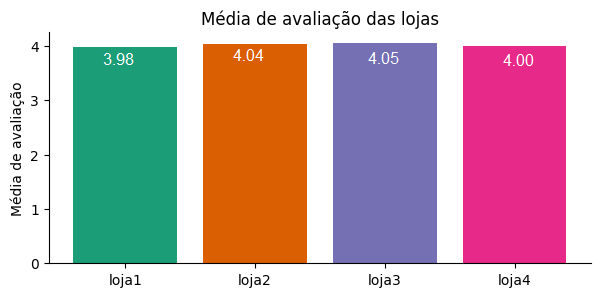 Média de avaliação das lojas
Média de avaliação
4
3
2
1
0
3.98
4.04
4.05
4.00
loja1
loja2
loja3
loja4